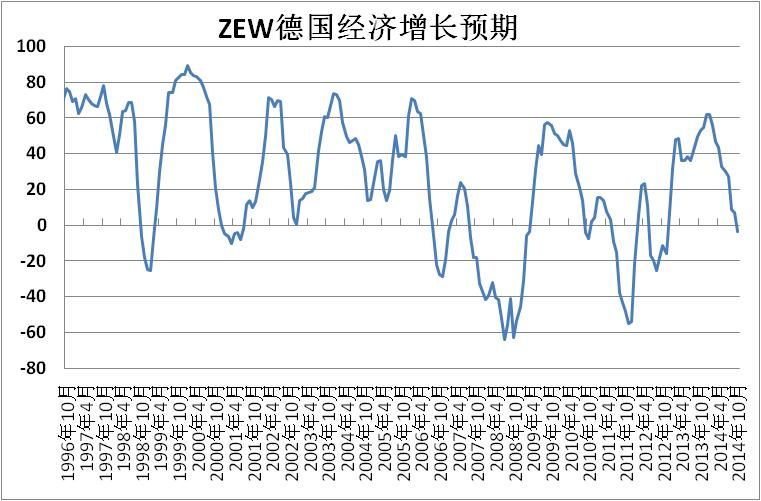 ZEW德国经济增长预期
100
80
60
40
20
0
-20
-40
-60
-80
1996年10月
1997年4月
1997年10月
1998年4月
1998年10月
1999年4月
1999年10月
2000年4月
2000年10月
2001年4月
2001年10月
2002年4月
2002年10月
2003年4月
2003年10月
2004年4月
2004年10月
2005年4月
2005年10月
2006年4月
2006年10月
2007年4月
2007年10月
2008年4月
2008年10月
2009年4月
2009年10月
2010年4月
2010年10月
2011年4月
2011年10月
2012年4月
2012年10月
2013年4月
2013年10月
2014年4月
2014年10月